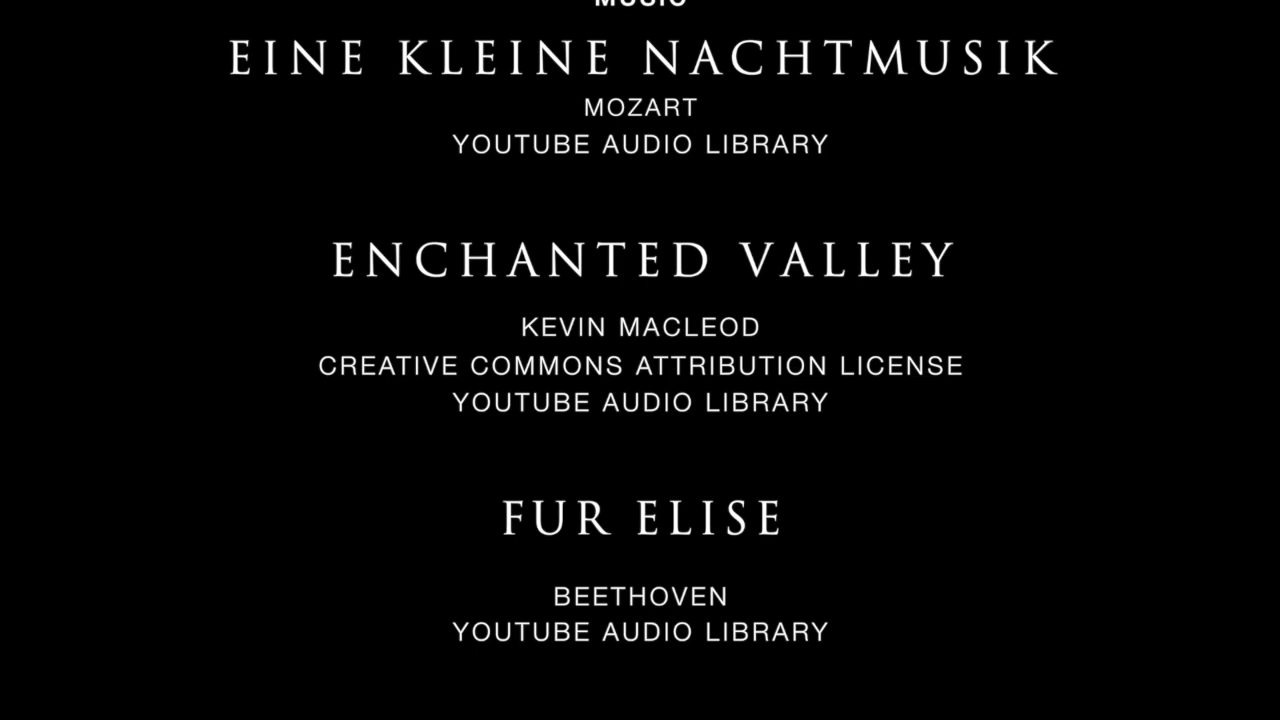 MUSIC
EINE KLEINE NACHTMUSIK
MOZART
YOUTUBE AUDIO LIBRARY
ENCHANTED VALLEY
KEVIN MACLEOD
CREATIVE COMMONS ATTRIBUTION LICENSE
YOUTUBE AUDIO LIBRARY
FUR ELISE
BEETHOVEN
YOUTUBE AUDIO LIBRARY